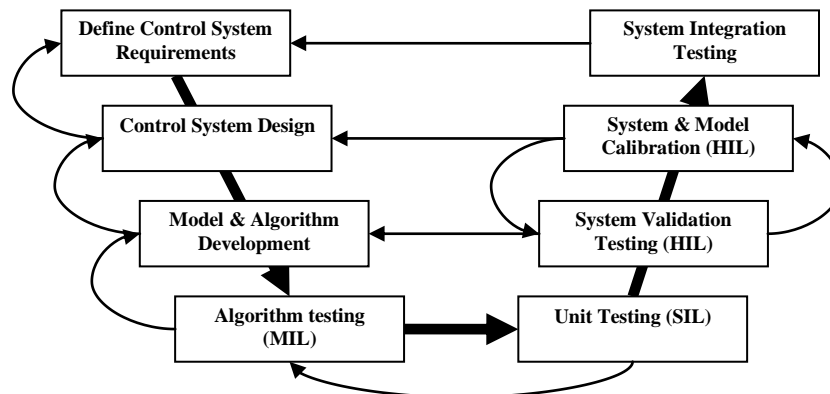 Define Control System
Requirements
System Integration
Testing
Control System Design
System & Model
Calibration (HIL)
Model & Algorithm
Development
System Validation
Testing (HIL)
Algorithm testing
(MIL)
Unit Testing (SIL)